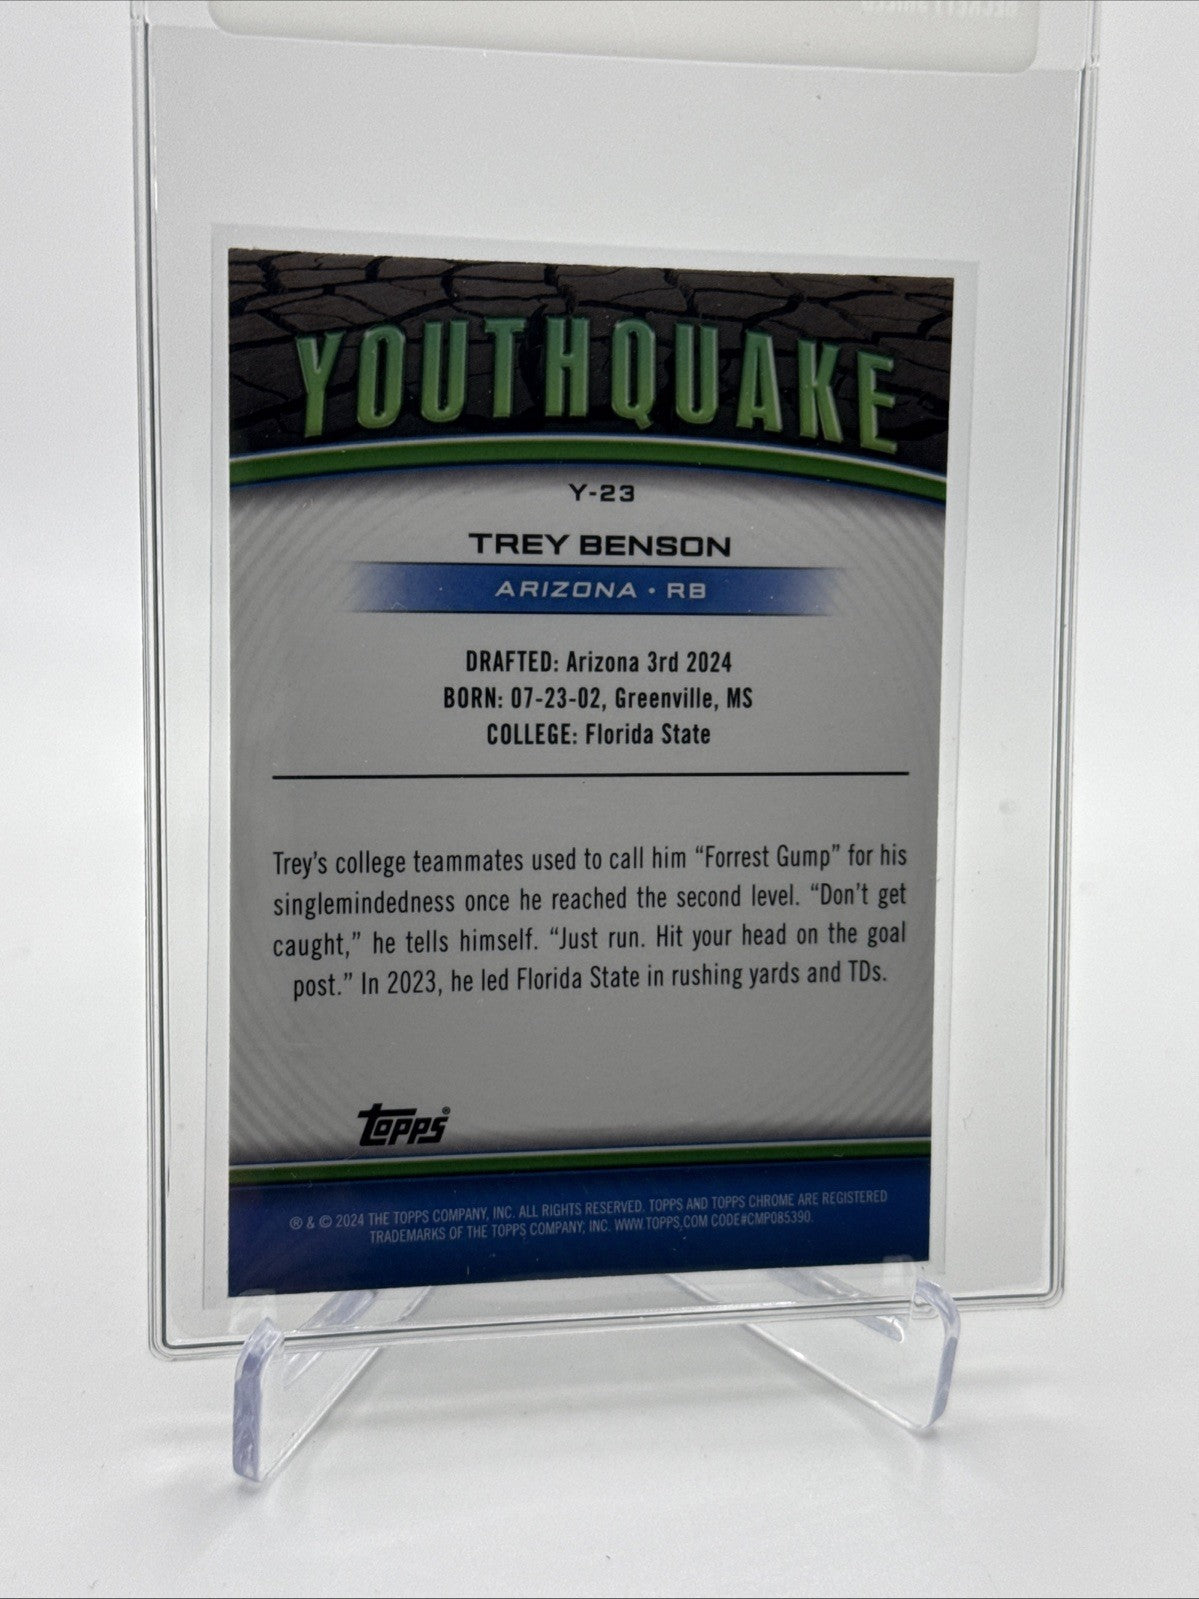 YOUTHQUAKE
Y-23
TREY BENSON
ARIZONA • RB
DRAFTED: Arizona 3rd 2024
BORN: 07-23-02, Greenville, MS
COLLEGE: Florida State
Trey's college teammates used to call him “Forrest Gump” for his
singlemindedness once he reached the second level. “Don't get
caught,” he tells himself. “Just run. Hit your head on the goal
post.” In 2023, he led Florida State in rushing yards and TDs.
Topps®
® & © 2024 THE TOPPS COMPANY, INC. ALL RIGHTS RESERVED. TOPPS AND TOPPS CHROME ARE REGISTERED
TRADEMARKS OF THE TOPPS COMPANY, INC. WWW.TOPPS.COM CODE#CMP085390.